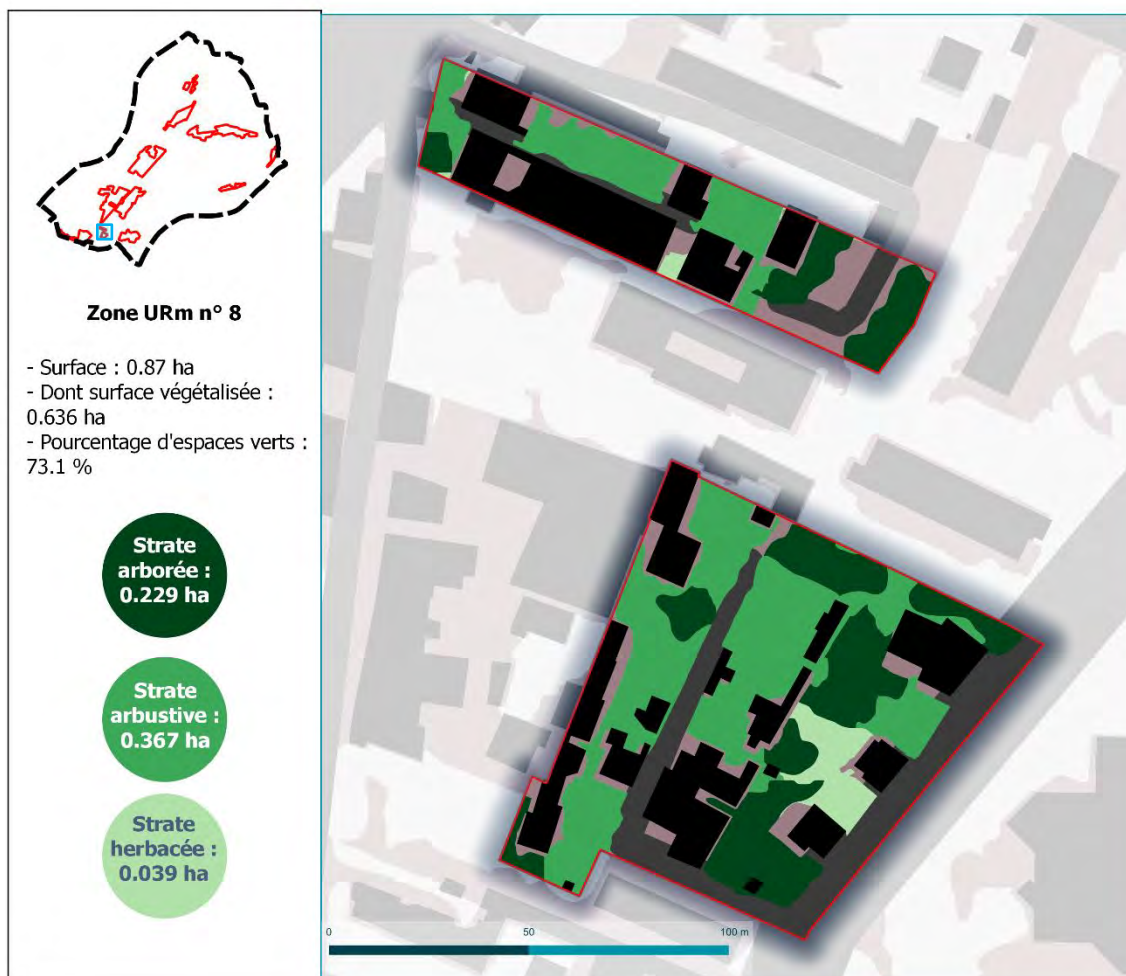 Zone URm n° 8
- Surface : 0.87 ha
- Dont surface végétalisée :
0.636 ha
- Pourcentage d'espaces verts :
73.1 %
Strate
arborée :
0.229 ha
Strate
arbustive :
0.367 ha
Strate
herbacée :
0.039 ha
0 50 100 m